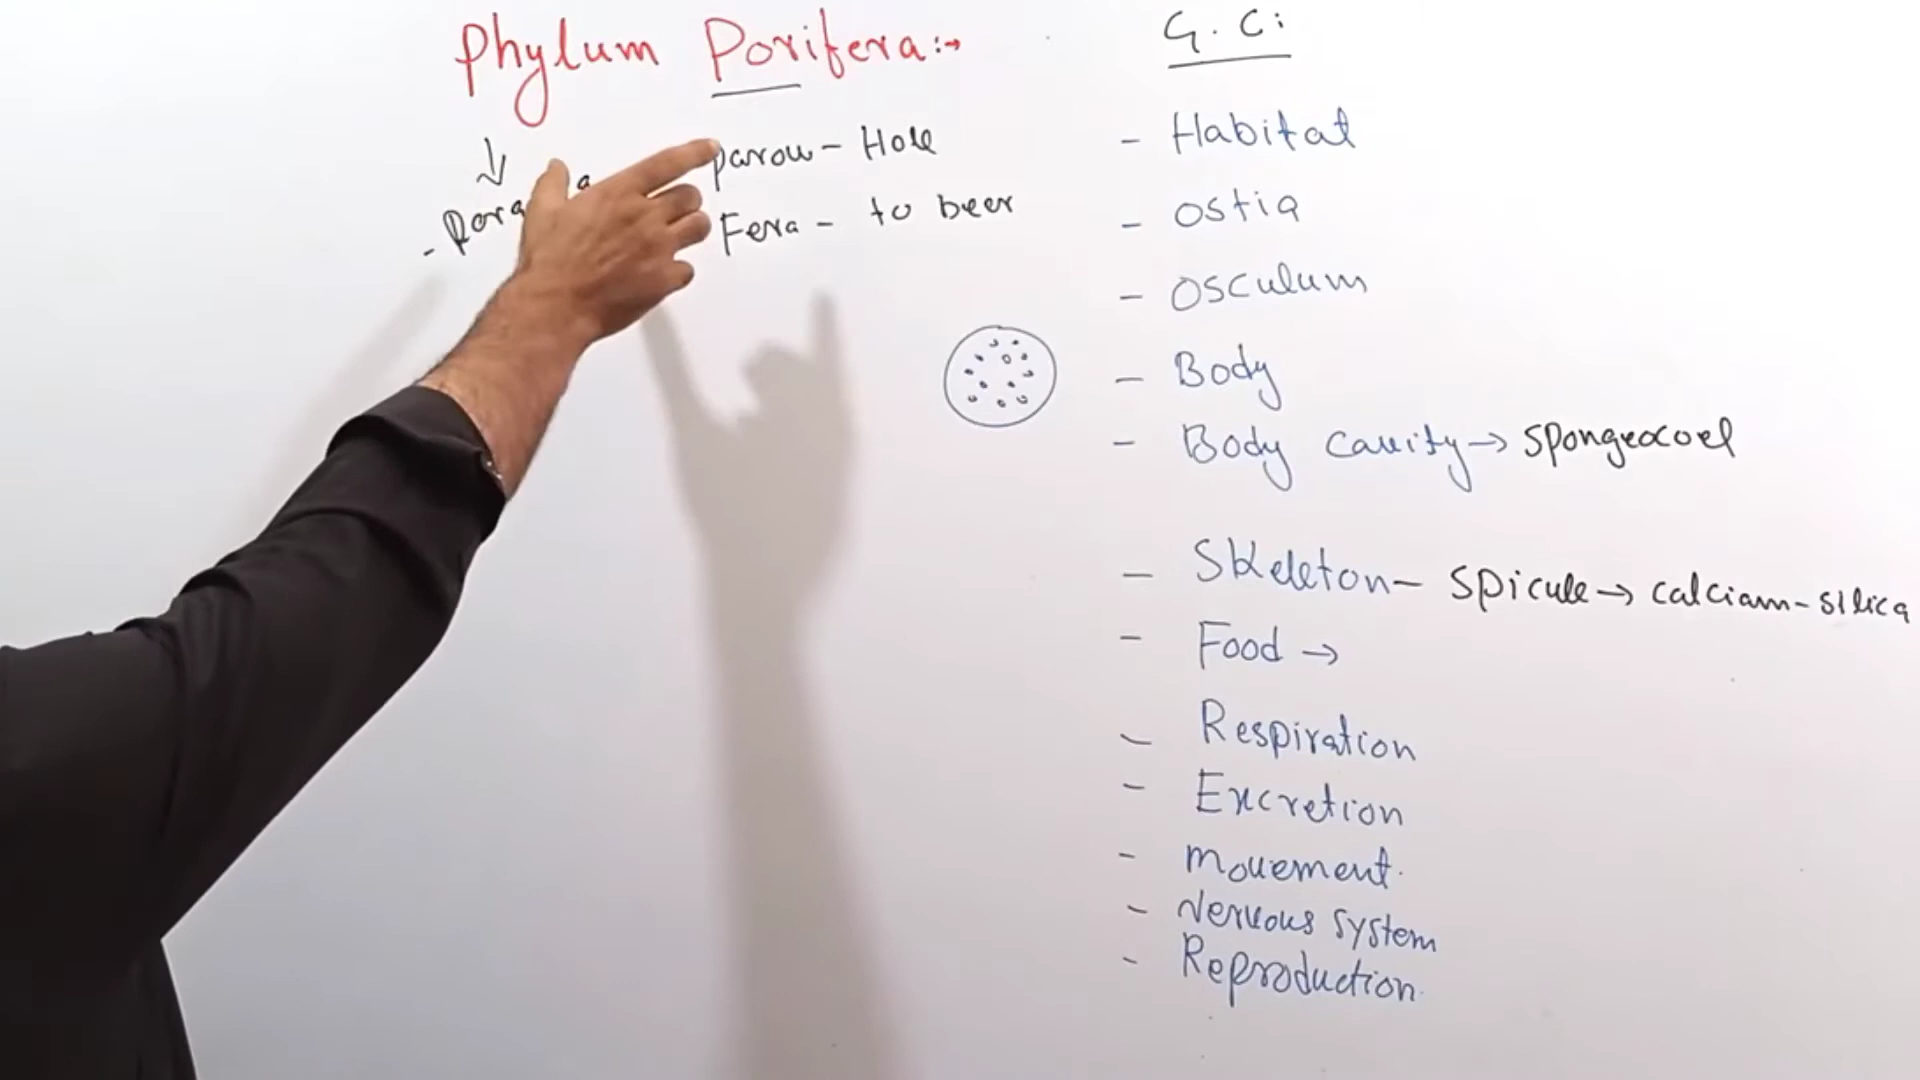 Phylum Porifera:→
parou - Hole
Fera - to beer
G.C:
- Habitat
- Ostia
- Osculum
- Body
- Body cavity → Spongeocoel
- Skeleton - Spicule → Calciam - Silica
- Food →
- Respiration
- Excretion
- Movement.
- Nervous System
- Reproduction.